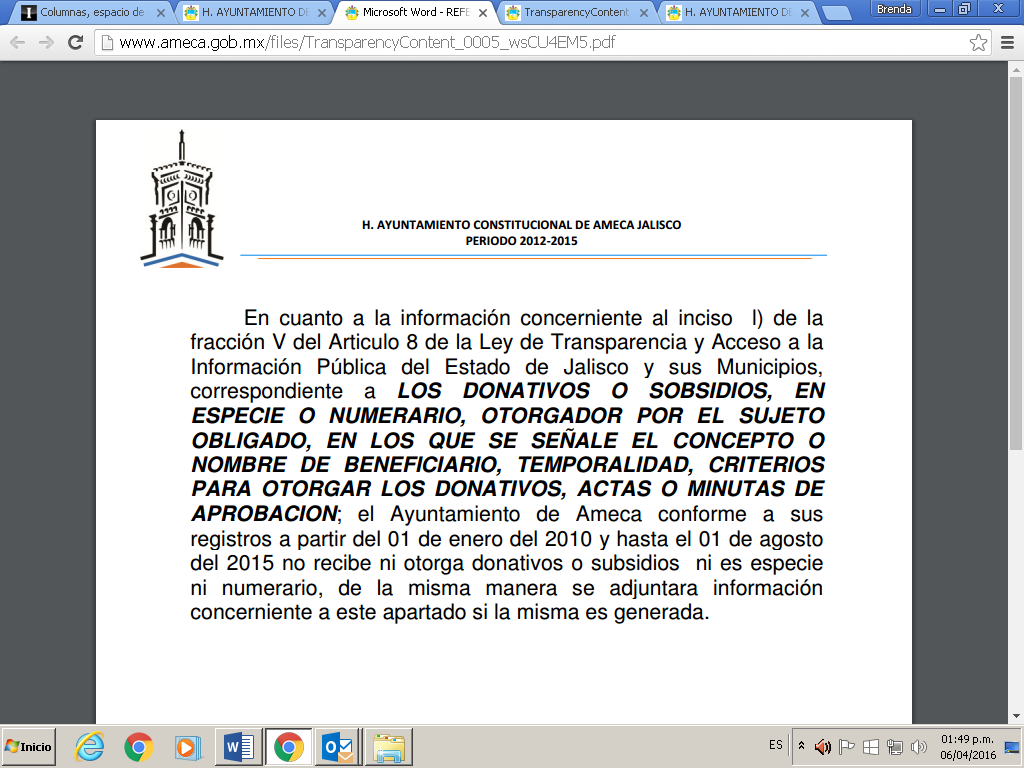 Columnas, espacio de
H. AYUNTAMIENTO DE
Microsoft Word - REFE
TransparencyContent
H. AYUNTAMIENTO DE
Brenda
www.ameca.gob.mx/files/TransparencyContent_0005_wsCU4EM5.pdf
H. AYUNTAMIENTO CONSTITUCIONAL DE AMECA JALISCO
PERIODO 2012-2015
En cuanto a la información concerniente al inciso l) de la
fracción V del Articulo 8 de la Ley de Transparencia y Acceso a la
Información Pública del Estado de Jalisco y sus Municipios,
correspondiente a LOS DONATIVOS O SOBSIDIOS, EN
ESPECIE O NUMERARIO, OTORGADOR POR EL SUJETO
OBLIGADO, EN LOS QUE SE SEÑALE EL CONCEPTO O
NOMBRE DE BENEFICIARIO, TEMPORALIDAD, CRITERIOS
PARA OTORGAR LOS DONATIVOS, ACTAS O MINUTAS DE
APROBACION; el Ayuntamiento de Ameca conforme a sus
registros a partir del 01 de enero del 2010 y hasta el 01 de agosto
del 2015 no recibe ni otorga donativos o subsidios ni es especie
ni numerario, de la misma manera se adjuntara información
concerniente a este apartado si la misma es generada.
Inicio
ES
01:49 p.m.
06/04/2016